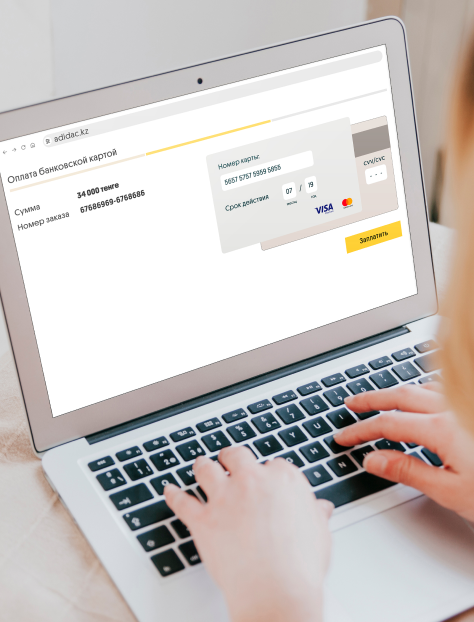 adidac.kz
Оплата банковской картой
Сумма 34 000 тенге
Номер заказа 67686969-6768686
Номер карты:
5657 5757 5959 5955
Срок действия 07 / 19
месяц год
VISA
cvv/cvc
Заплатить